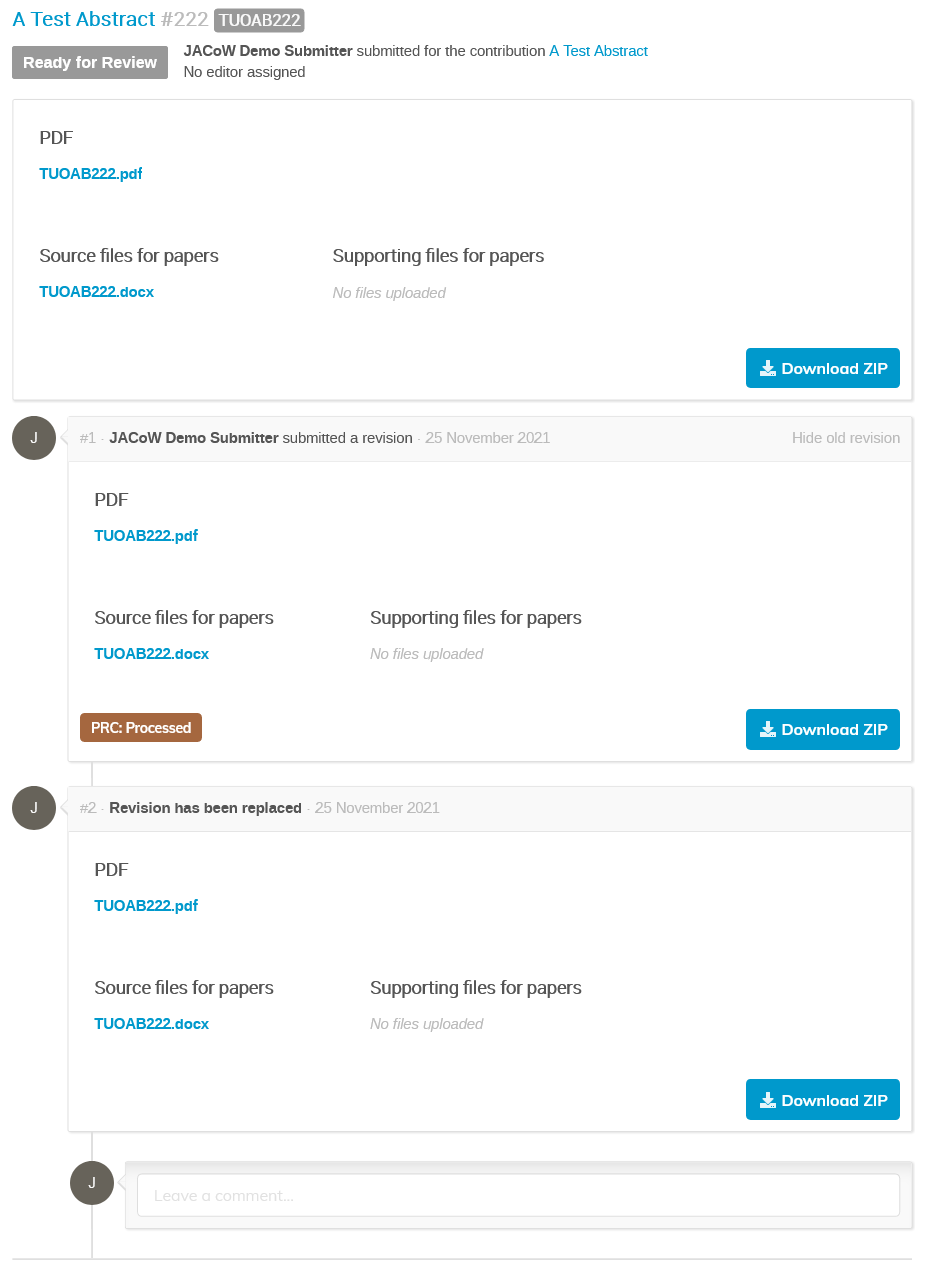 A Test Abstract #222 TUOAB222
Ready for Review
JACoW Demo Submitter submitted for the contribution A Test Abstract
No editor assigned
PDF
TUOAB222.pdf
Source files for papers
TUOAB222.docx
Supporting files for papers
No files uploaded
Download ZIP
J
#1 · JACoW Demo Submitter submitted a revision · 25 November 2021
Hide old revision
PDF
TUOAB222.pdf
Source files for papers
TUOAB222.docx
Supporting files for papers
No files uploaded
PRC: Processed
Download ZIP
J
#2 · Revision has been replaced · 25 November 2021
PDF
TUOAB222.pdf
Source files for papers
TUOAB222.docx
Supporting files for papers
No files uploaded
Download ZIP
J
Leave a comment...